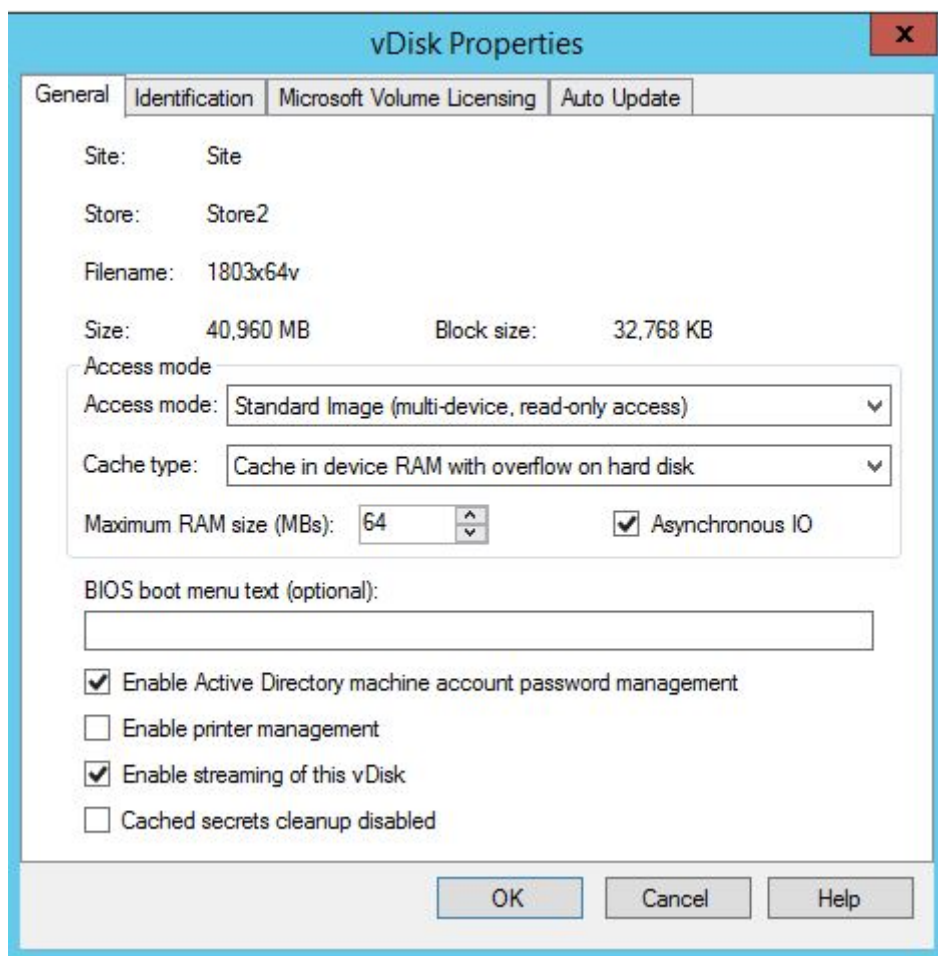 vDisk Properties
x
General Identification Microsoft Volume Licensing Auto Update
Site: Site
Store: Store2
Filename: 1803x64v
Size: 40,960 MB Block size: 32,768 KB
Access mode
Access mode: Standard Image (multi-device, read-only access)
Cache type: Cache in device RAM with overflow on hard disk
Maximum RAM size (MBs): 64 Asynchronous IO
BIOS boot menu text (optional):
Enable Active Directory machine account password management
Enable printer management
Enable streaming of this vDisk
Cached secrets cleanup disabled
OK Cancel Help